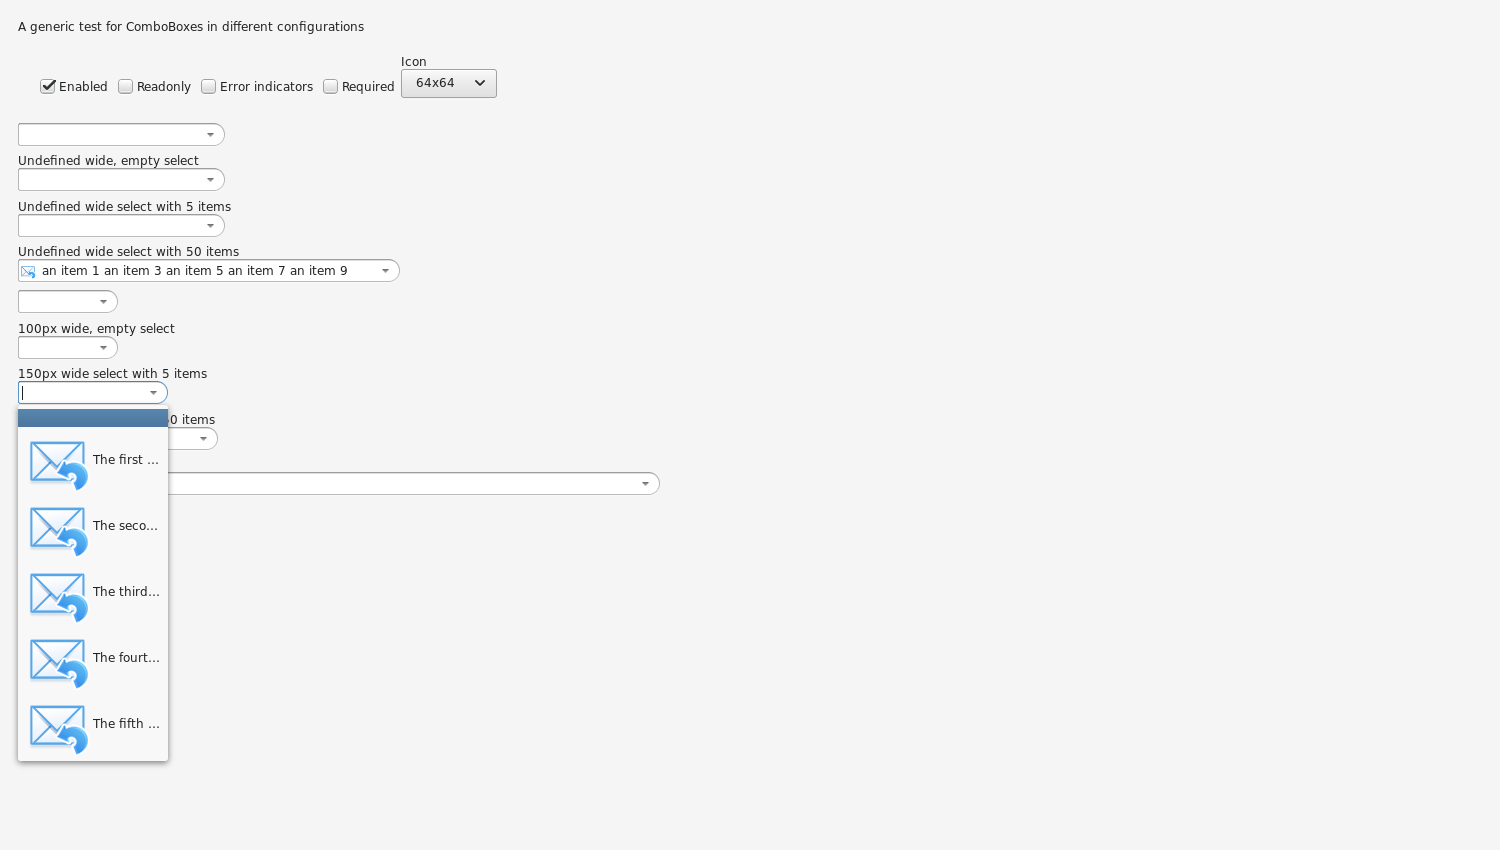 A generic test for ComboBoxes in different configurations
Icon
Enabled Readonly Error indicators Required 64x64
Undefined wide, empty select
Undefined wide select with 5 items
Undefined wide select with 50 items
an item 1 an item 3 an item 5 an item 7 an item 9
100px wide, empty select
150px wide select with 5 items
0 items
The first ...
The seco...
The third...
The fourt...
The fifth ...